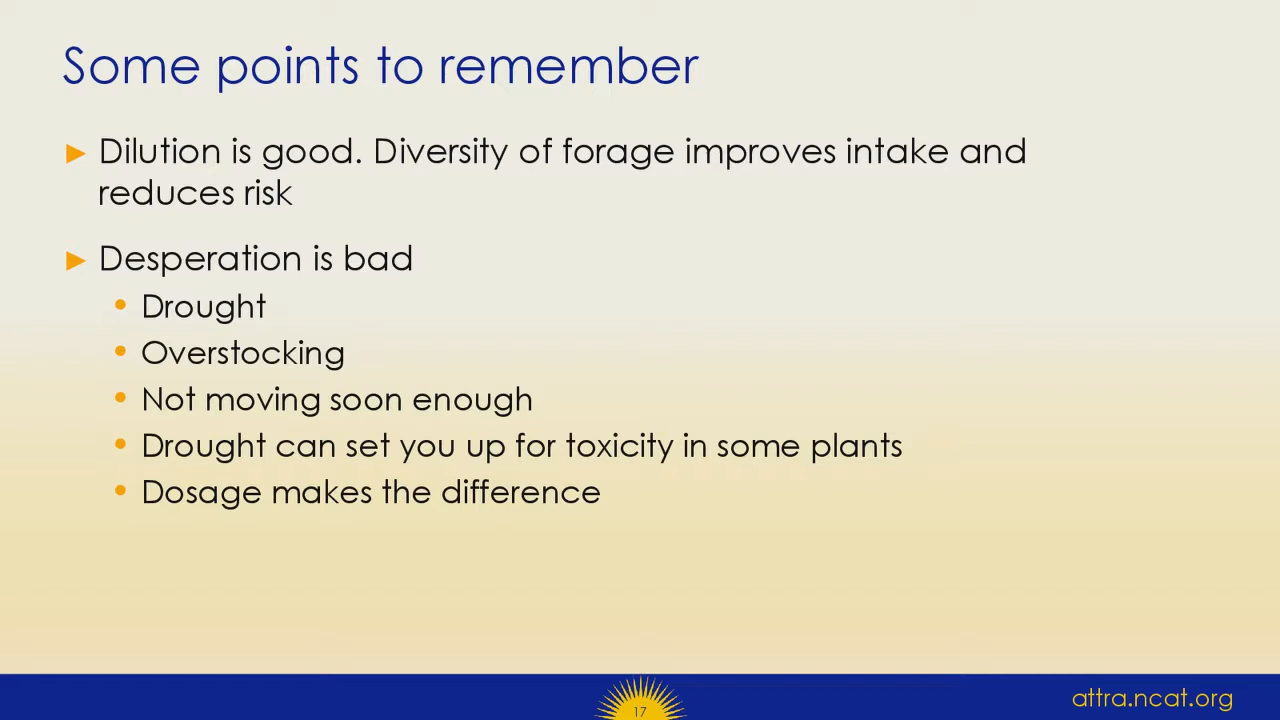 Some points to remember
Dilution is good. Diversity of forage improves intake and
reduces risk
Desperation is bad
Drought
Overstocking
Not moving soon enough
Drought can set you up for toxicity in some plants
Dosage makes the difference
17
attra.ncat.org